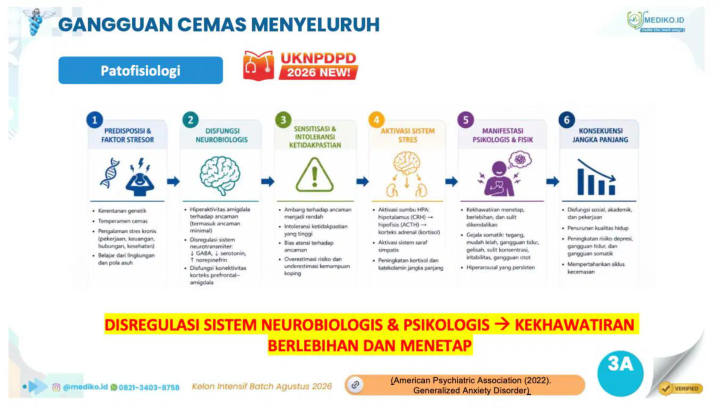 GANGGUAN CEMAS MENYELURUH
MEDIKO.ID
Patofisiologi
UKNPDPD
2026 NEW!
1
PREDISPOSISI &
FAKTOR STRESOR
Kerentanan genetik
Temperamen cemas
Pengalaman stres kronis
(pekerjaan, keuangan,
hubungan, kesehatan)
Belajar dari lingkungan
dan pola asuh
2
DISFUNGSI
NEUROBIOLOGIS
Hiperaktivitas amigdala
terhadap ancaman
(termasuk ancaman
minimal)
Disregulasi sistem
neurotransmiter:
↓ GABA, ↓ serotonin,
↑ norepinefrin
Disfungsi konektivitas
korteks prefrontal–
amigdala
3
SENSITISASI &
INTOLERANSI
KETIDAKPASTIAN
Ambang terhadap ancaman
menjadi rendah
Intoleransi ketidakpastian
yang tinggi
Bias atensi terhadap
ancaman
Overestimasi risiko dan
underestimasi kemampuan
koping
4
AKTIVASI SISTEM
STRES
Aktivasi sumbu HPA:
hipotalamus (CRH) →
hipofisis (ACTH) →
korteks adrenal (kortisol)
Aktivasi sistem saraf
simpatis
Peningkatan kortisol dan
katekolamin jangka panjang
5
MANIFESTASI
PSIKOLOGIS & FISIK
Kekhawatiran menetap,
berlebihan, dan sulit
dikendalikan
Gejala somatik: tegang,
mudah lelah, gangguan tidur,
gelisah, sulit konsentrasi,
iritabilitas, gangguan otot
Hiperarousal yang persisten
6
KONSEKUENSI
JANGKA PANJANG
Disfungsi sosial, akademik,
dan pekerjaan
Penurunan kualitas hidup
Peningkatan risiko depresi,
gangguan tidur, dan
gangguan somatik
Mempertahankan siklus
kecemasan
DISREGULASI SISTEM NEUROBIOLOGIS & PSIKOLOGIS → KEKHAWATIRAN
BERLEBIHAN DAN MENETAP
3A
@mediko.id 0821-3403-8758
Kelon Intensif Batch Agustus 2026
(American Psychiatric Association (2022).
Generalized Anxiety Disorder)
VERIFIED